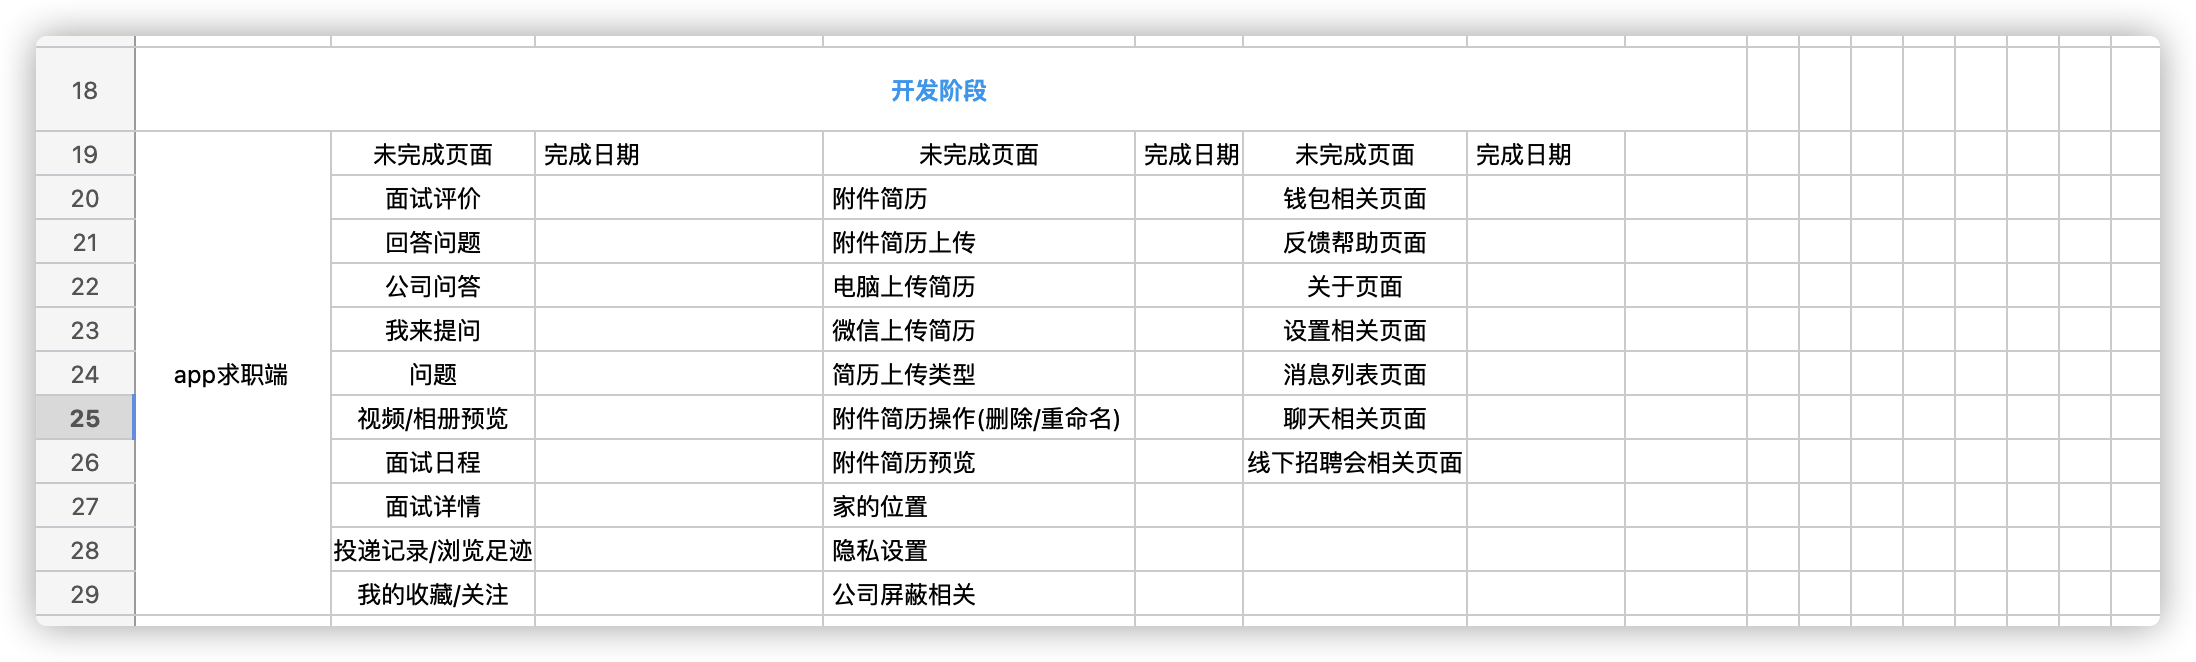 18 开发阶段
19 未完成页面 完成日期 未完成页面 完成日期 未完成页面 完成日期
20 面试评价 附件简历 钱包相关页面
21 回答问题 附件简历上传 反馈帮助页面
22 公司问答 电脑上传简历 关于页面
23 我来提问 微信上传简历 设置相关页面
24 app求职端 问题 简历上传类型 消息列表页面
25 视频/相册预览 附件简历操作(删除/重命名) 聊天相关页面
26 面试日程 附件简历预览 线下招聘会相关页面
27 面试详情 家的位置
28 投递记录/浏览足迹 隐私设置
29 我的收藏/关注 公司屏蔽相关